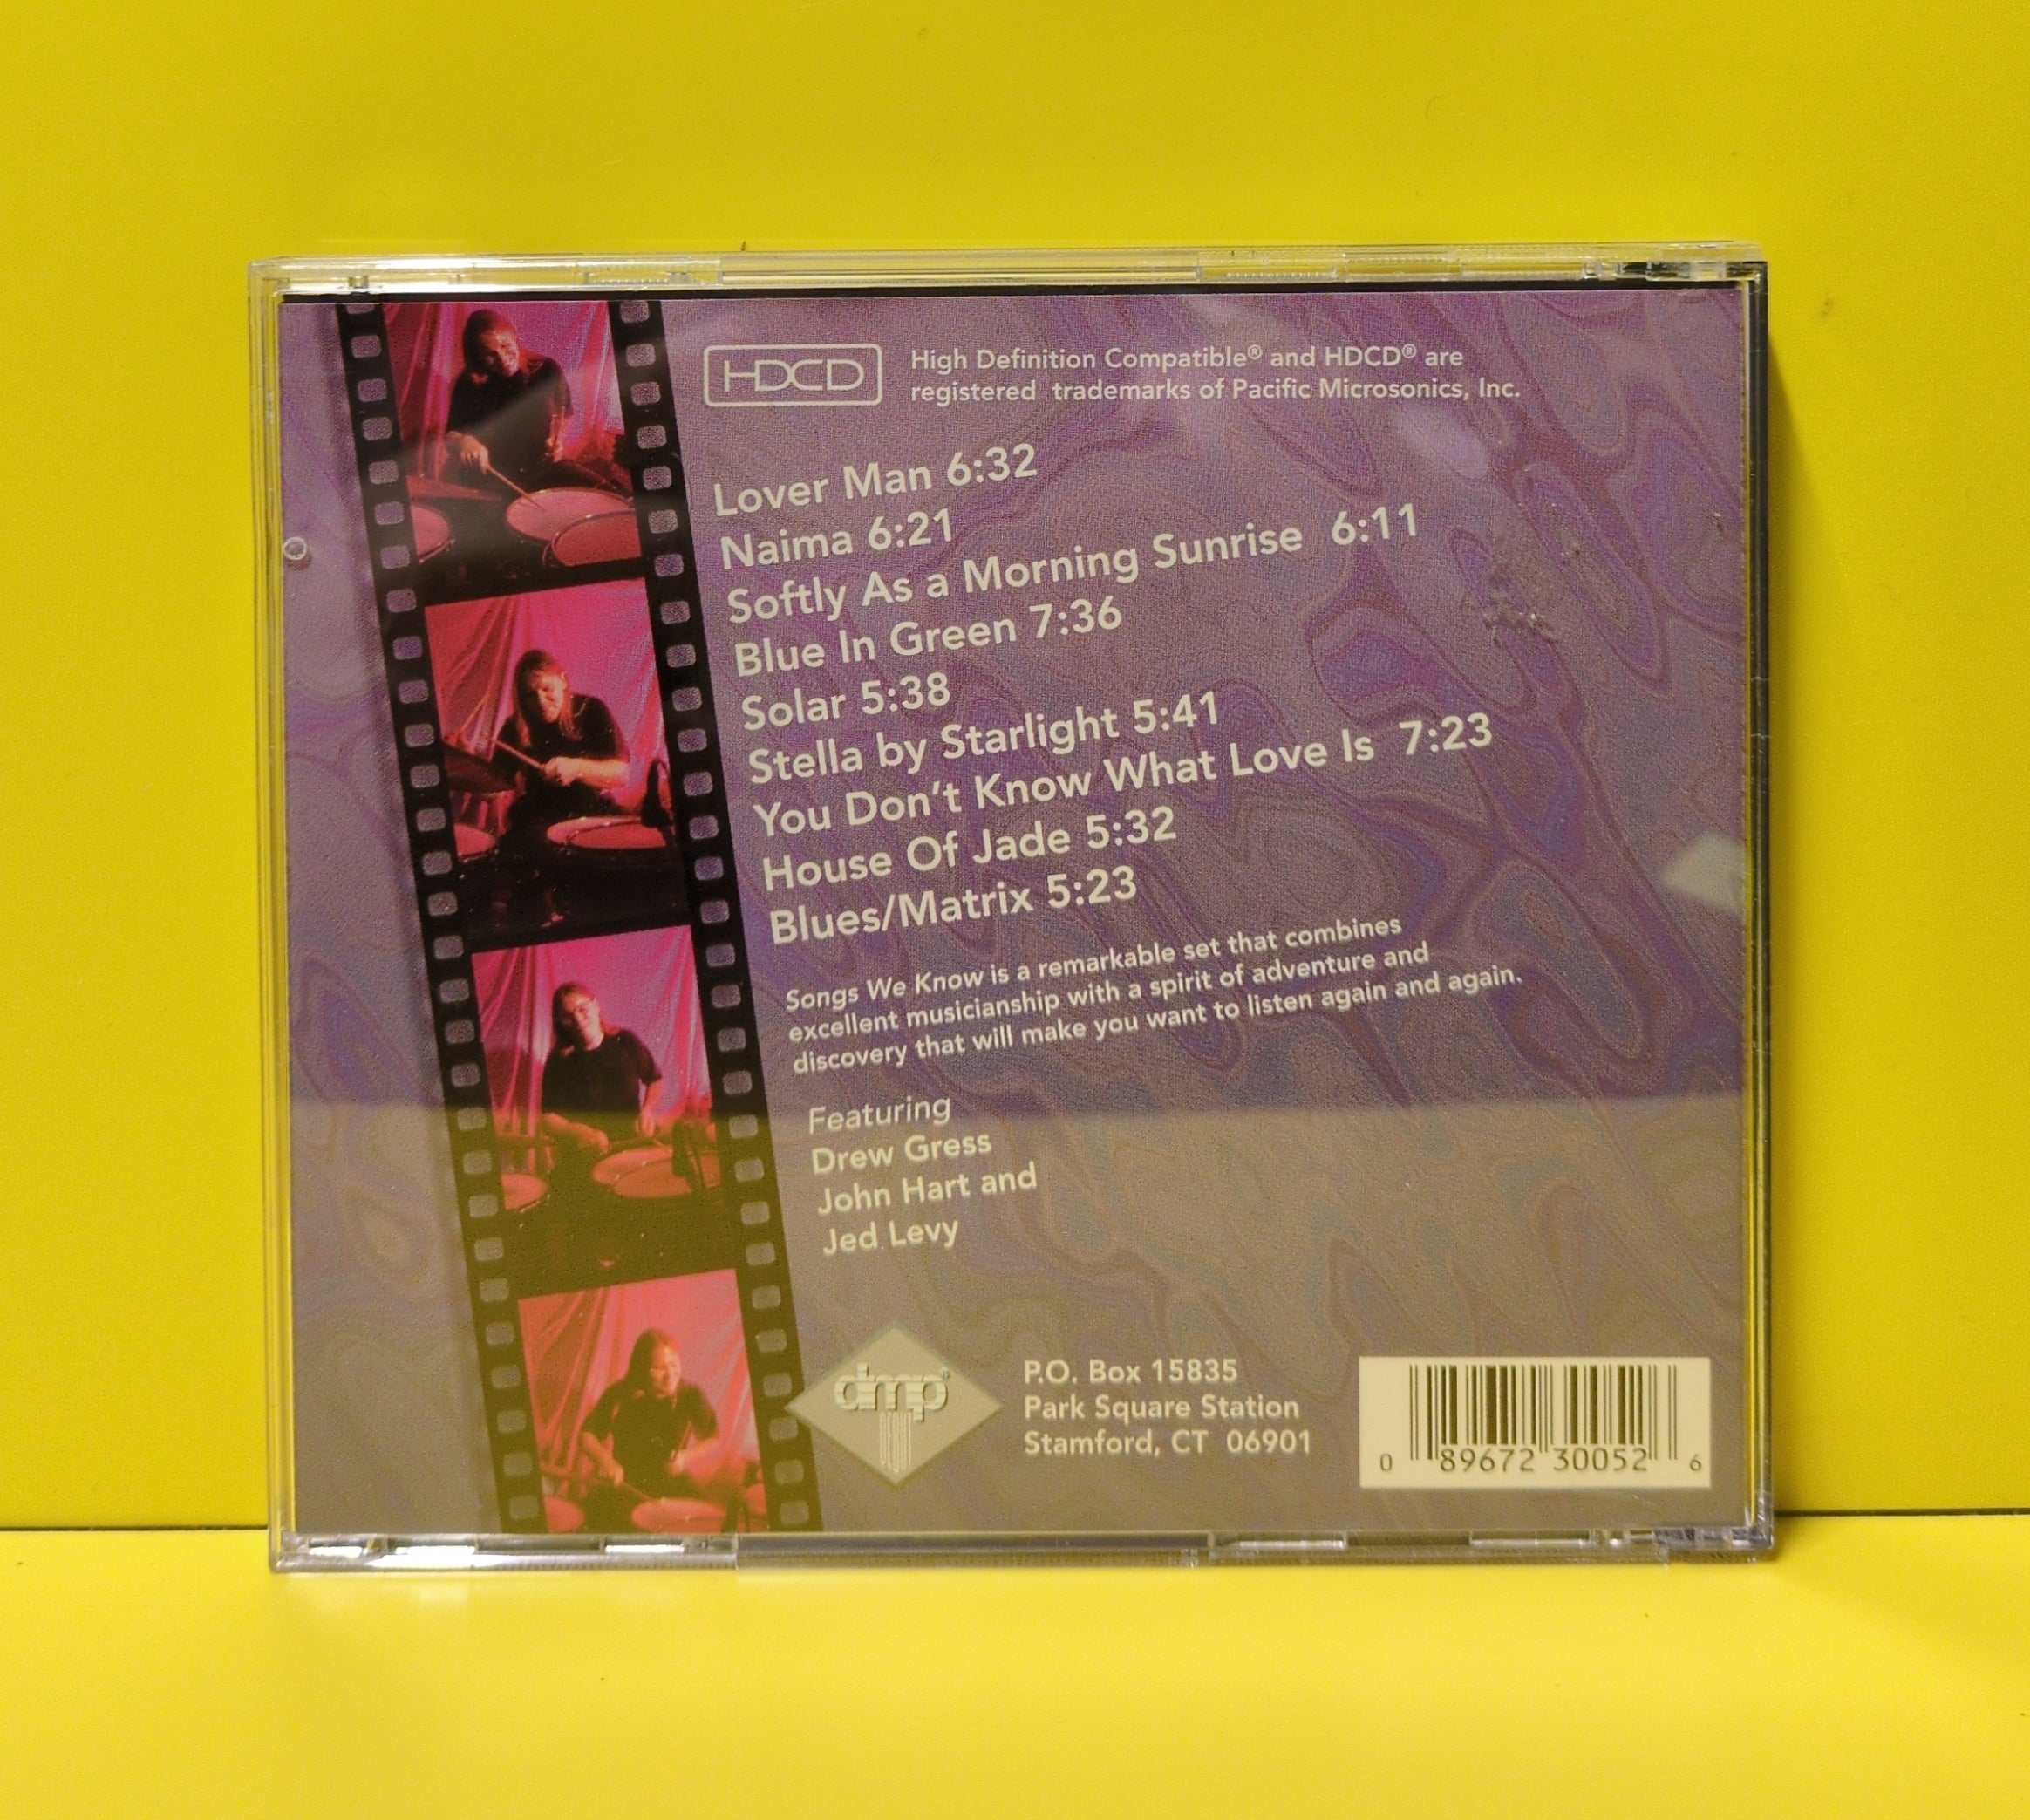 HDCD
High Definition Compatible® and HDCD® are
registered trademarks of Pacific Microsonics, Inc.
Lover Man 6:32
Naima 6:21
Softly As a Morning Sunrise 6:11
Blue In Green 7:36
Solar 5:38
Stella by Starlight 5:41
You Don't Know What Love Is 7:23
House Of Jade 5:32
Blues/Matrix 5:23
Songs We Know is a remarkable set that combines
excellent musicianship with a spirit of adventure and
discovery that will make you want to listen again and again.
Featuring
Drew Gress
John Hart and
Jed Levy
dmp®
P.O. Box 15835
Park Square Station
Stamford, CT 06901
0 89672 30052 6